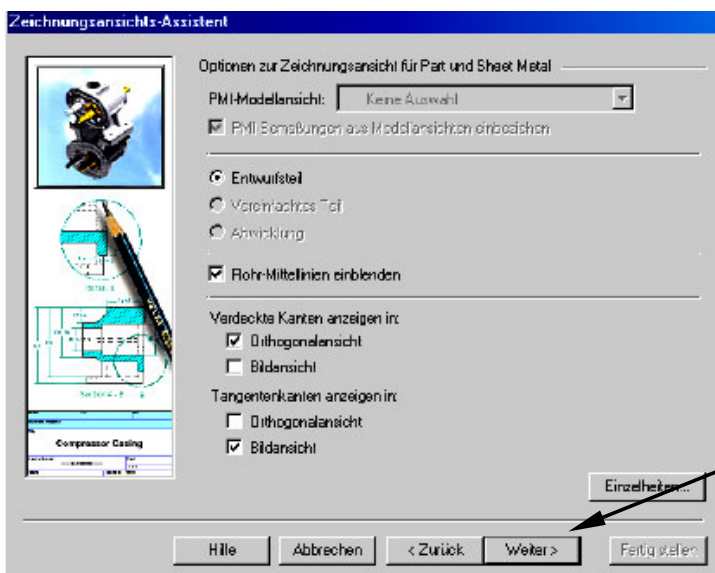 Zeichnungsansichts-Assistent
Optionen zur Zeichnungsansicht für Part und Sheet Metal
PMI-Modellansicht: Keine Auswahl
PMI Bemaßungen aus Modellansichten einbeziehen
Entwurfsteil
Vereinfachtes Teil
Abwicklung
Rohr-Mittellinien einblenden
Verdeckte Kanten anzeigen in:
Orthogonalansicht
Bildansicht
Tangentenkanten anzeigen in:
Orthogonalansicht
Bildansicht
Compressor Casing
Einzelheiten...
Hilfe Abbrechen < Zurück Weiter > Fertig stellen